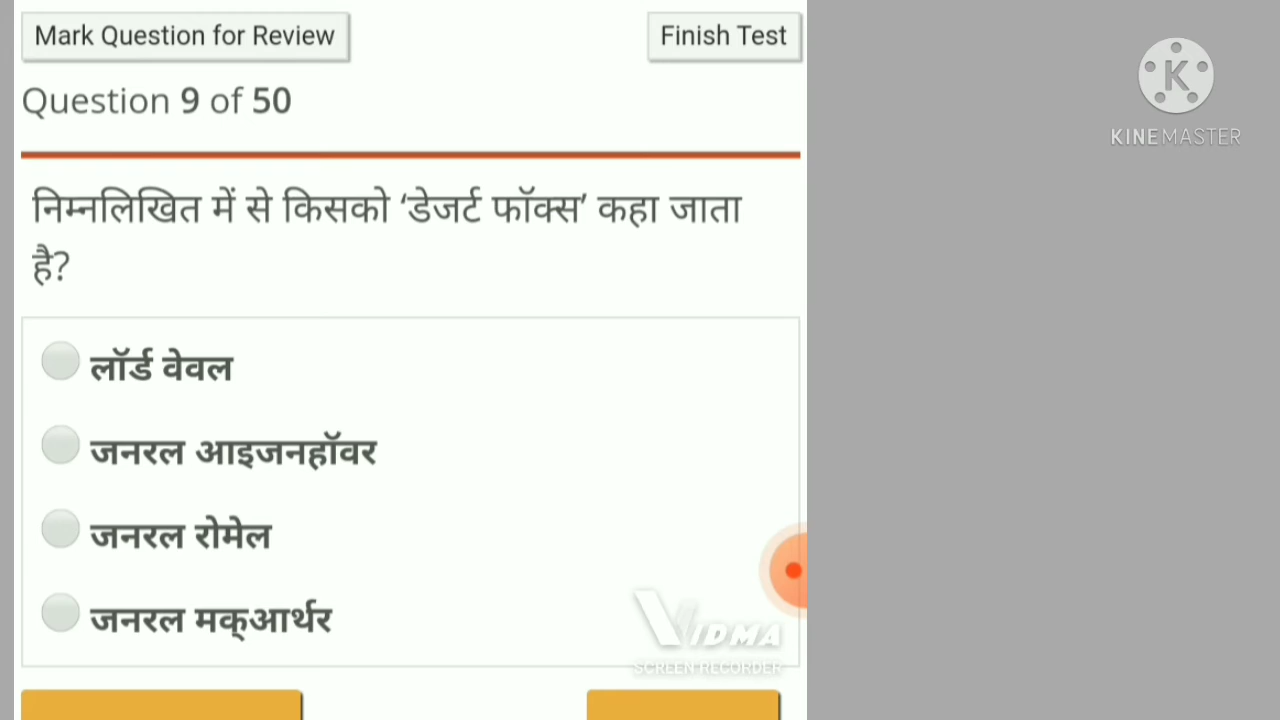 Mark Question for Review
Finish Test
Question 9 of 50
निम्नलिखित में से किसको ‘डेजर्ट फॉक्स’ कहा जाता
है?
लॉर्ड वेवल
जनरल आइजनहॉवर
जनरल रोमेल
जनरल मक्आर्थर
K
KINEMASTER
VIDMA
SCREEN RECORDER